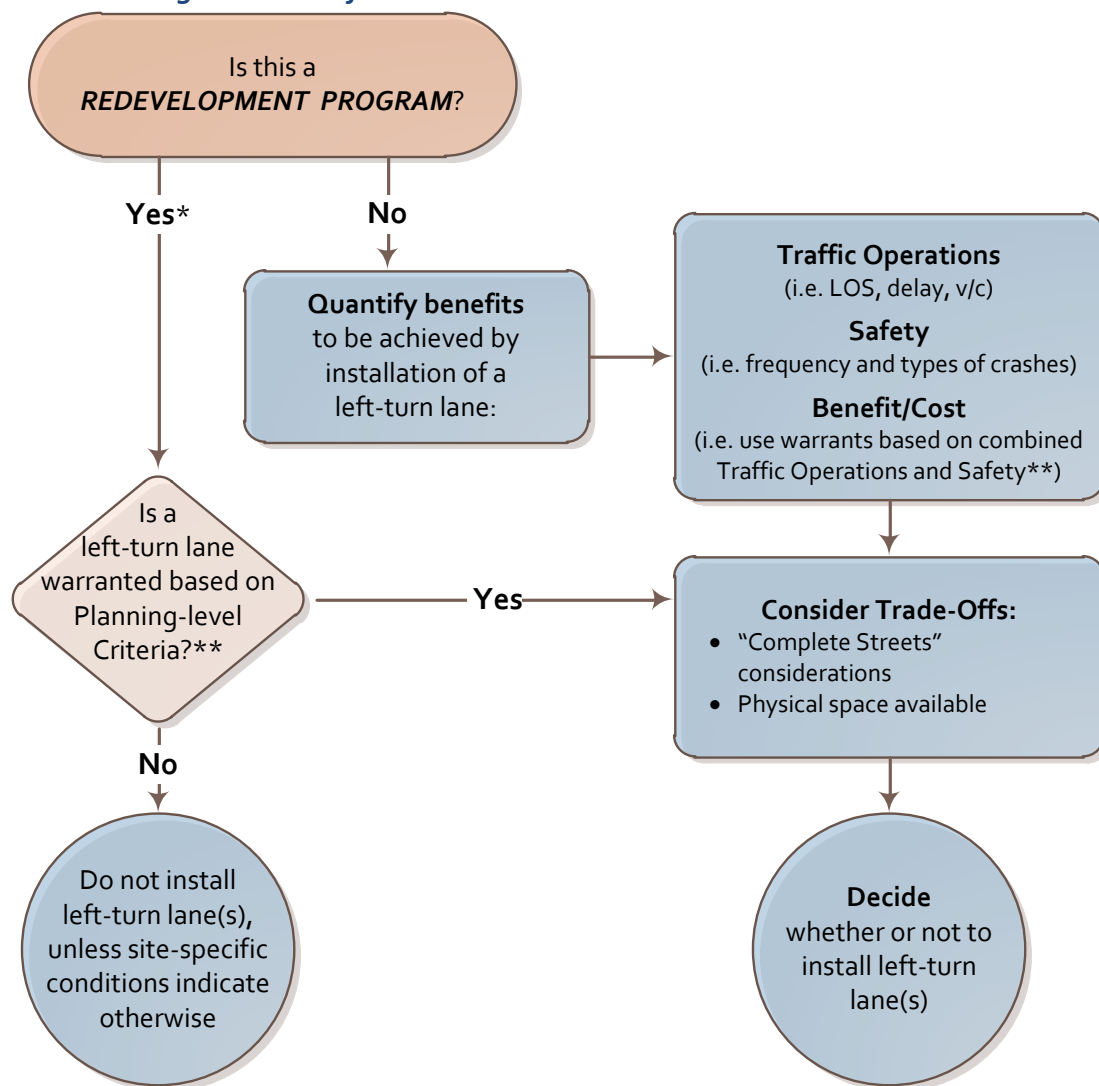 Is this a
REDEVELOPMENT PROGRAM?
Yes*
No
Quantify benefits
to be achieved by
installation of a
left-turn lane:
Traffic Operations
(i.e. LOS, delay, v/c)
Safety
(i.e. frequency and types of crashes)
Benefit/Cost
(i.e. use warrants based on combined
Traffic Operations and Safety**)
Is a
left-turn lane
warranted based on
Planning-level
Criteria?**
Yes
Consider Trade-Offs:
• “Complete Streets”
considerations
• Physical space available
No
Do not install
left-turn lane(s),
unless site-specific
conditions indicate
otherwise
Decide
whether or not to
install left-turn
lane(s)